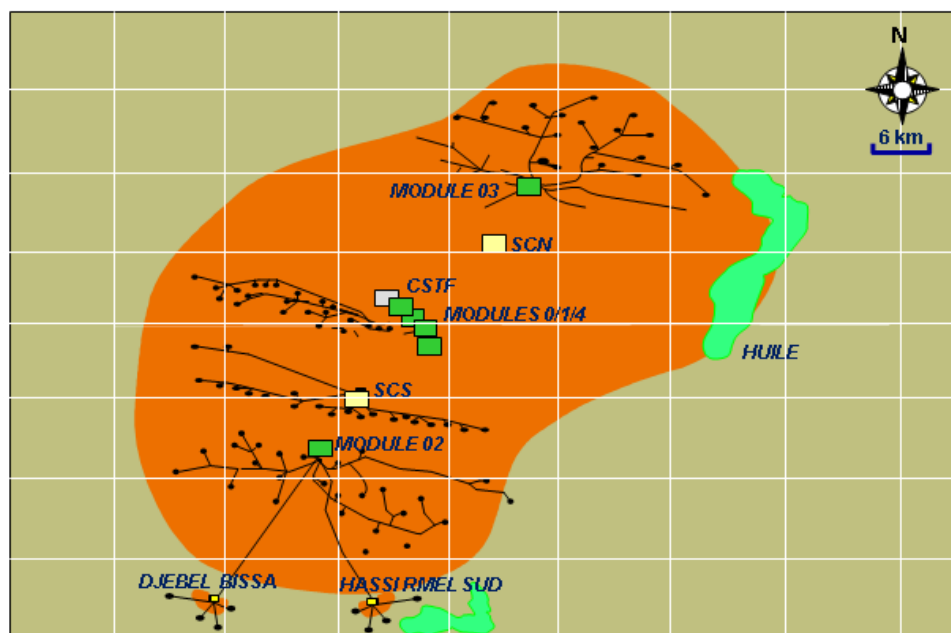 N
6 km
MODULE 03
SCN
CSTF
MODULES 0/1/4
HUILE
SCS
MODULE 02
DJEBEL BISSA
HASSI RMEL SUD